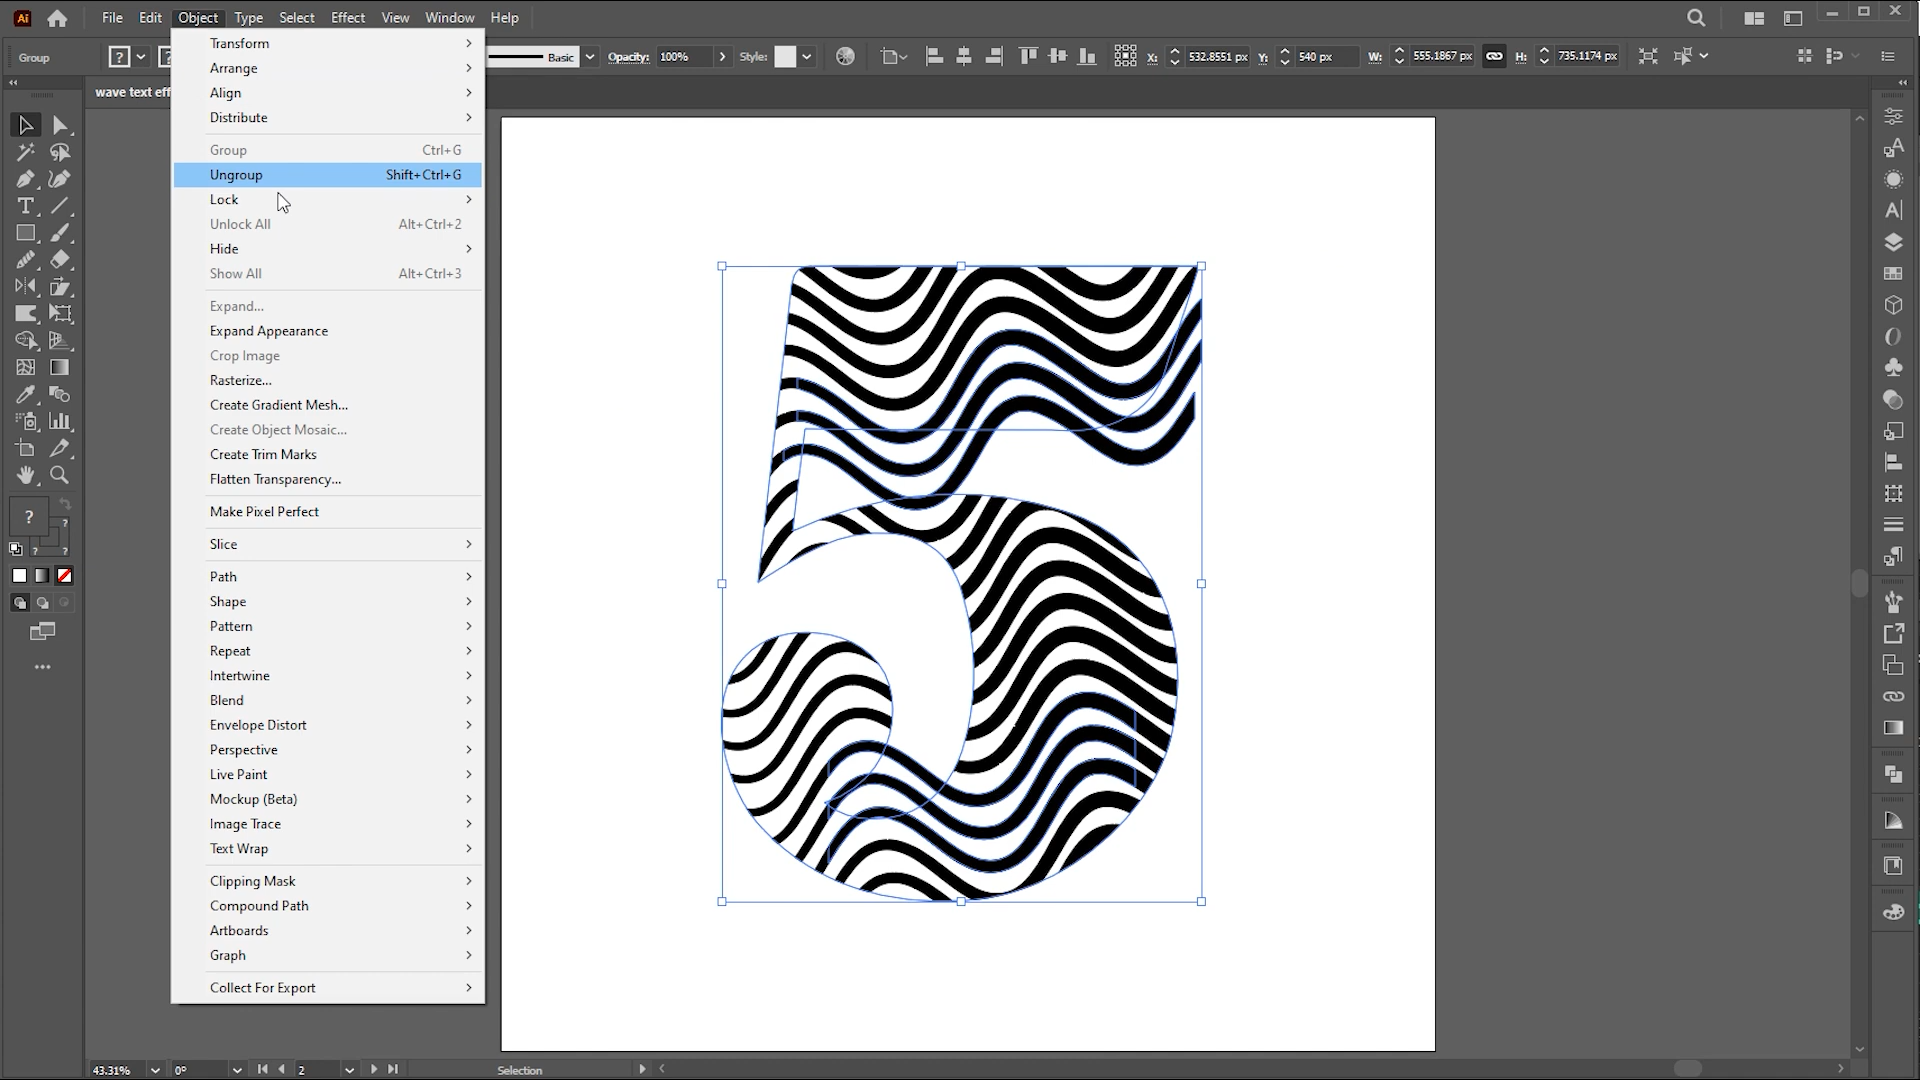 Ai File Edit Object Type Select Effect View Window Help
Group ? ? Basic Opacity: 100% Style: X: 532.8551 px Y: 540 px W: 555.1867 px H: 735.1174 px
wave text eff
Transform
Arrange
Align
Distribute
Group Ctrl+G
Ungroup Shift+Ctrl+G
Lock
Unlock All Alt+Ctrl+2
Hide
Show All Alt+Ctrl+3
Expand...
Expand Appearance
Crop Image
Rasterize...
Create Gradient Mesh...
Create Object Mosaic...
Create Trim Marks
Flatten Transparency...
Make Pixel Perfect
Slice
Path
Shape
Pattern
Repeat
Intertwine
Blend
Envelope Distort
Perspective
Live Paint
Mockup (Beta)
Image Trace
Text Wrap
Clipping Mask
Compound Path
Artboards
Graph
Collect For Export
5
43.31% 0° 2 Selection